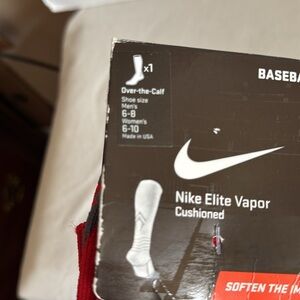 x1
BASEBA
Over-the-Calf
Shoe size
Men's
6-8
Women's
6-10
Made in USA
Nike Elite Vapor
Cushioned
SOFTEN THE IM